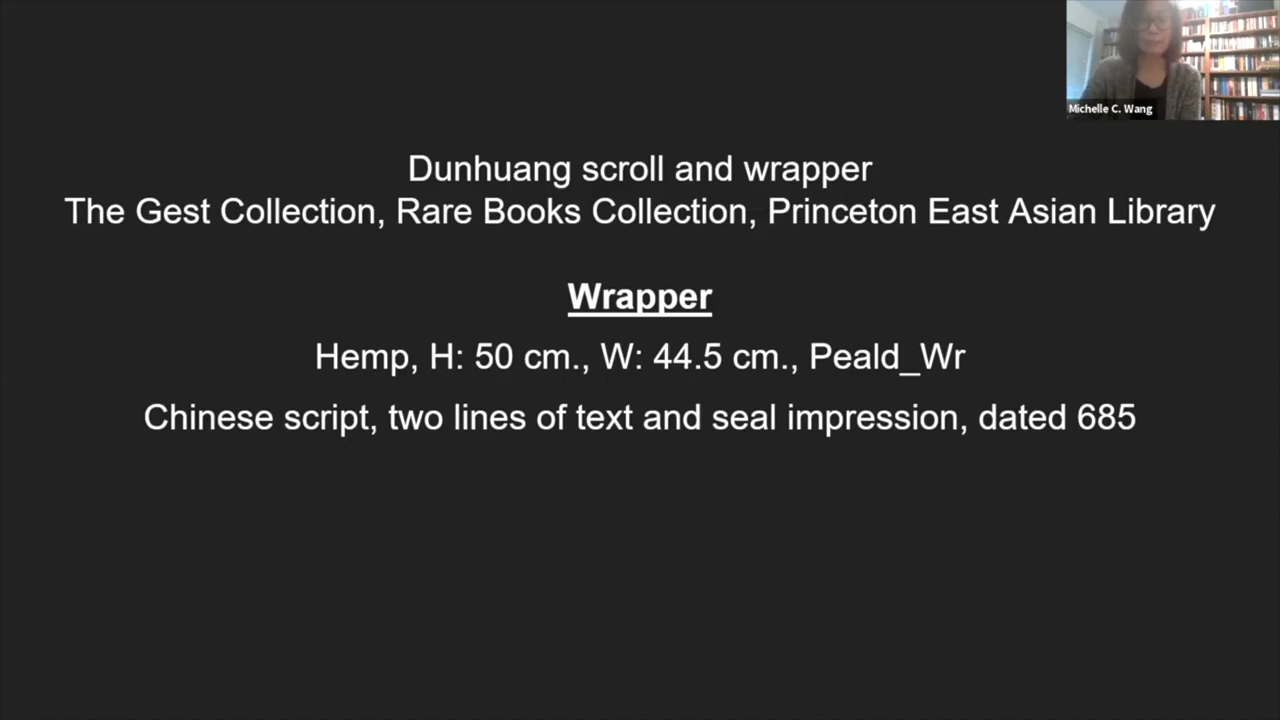 Michelle C. Wang
Dunhuang scroll and wrapper
The Gest Collection, Rare Books Collection, Princeton East Asian Library
Wrapper
Hemp, H: 50 cm., W: 44.5 cm., Peald_Wr
Chinese script, two lines of text and seal impression, dated 685